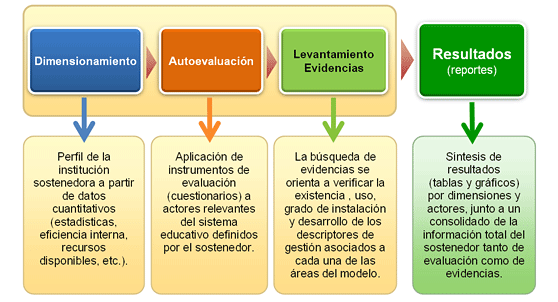 Dimensionamiento
Autoevaluación
Levantamiento
Evidencias
Resultados
(reportes)
Perfil de la
institución
sostenedora a partir
de datos
cuantitativos
(estadísticas,
eficiencia interna,
recursos
disponibles, etc.).
Aplicación de
instrumentos de
evaluación
(cuestionarios) a
actores relevantes
del sistema
educativo definidos
por el sostenedor.
La búsqueda de
evidencias se
orienta a verificar la
existencia , uso,
grado de instalación
y desarrollo de los
descriptores de
gestión asociados a
cada una de las
áreas del modelo.
Síntesis de
resultados
(tablas y gráficos)
por dimensiones y
actores, junto a un
consolidado de la
información total del
sostenedor tanto de
evaluación como de
evidencias.